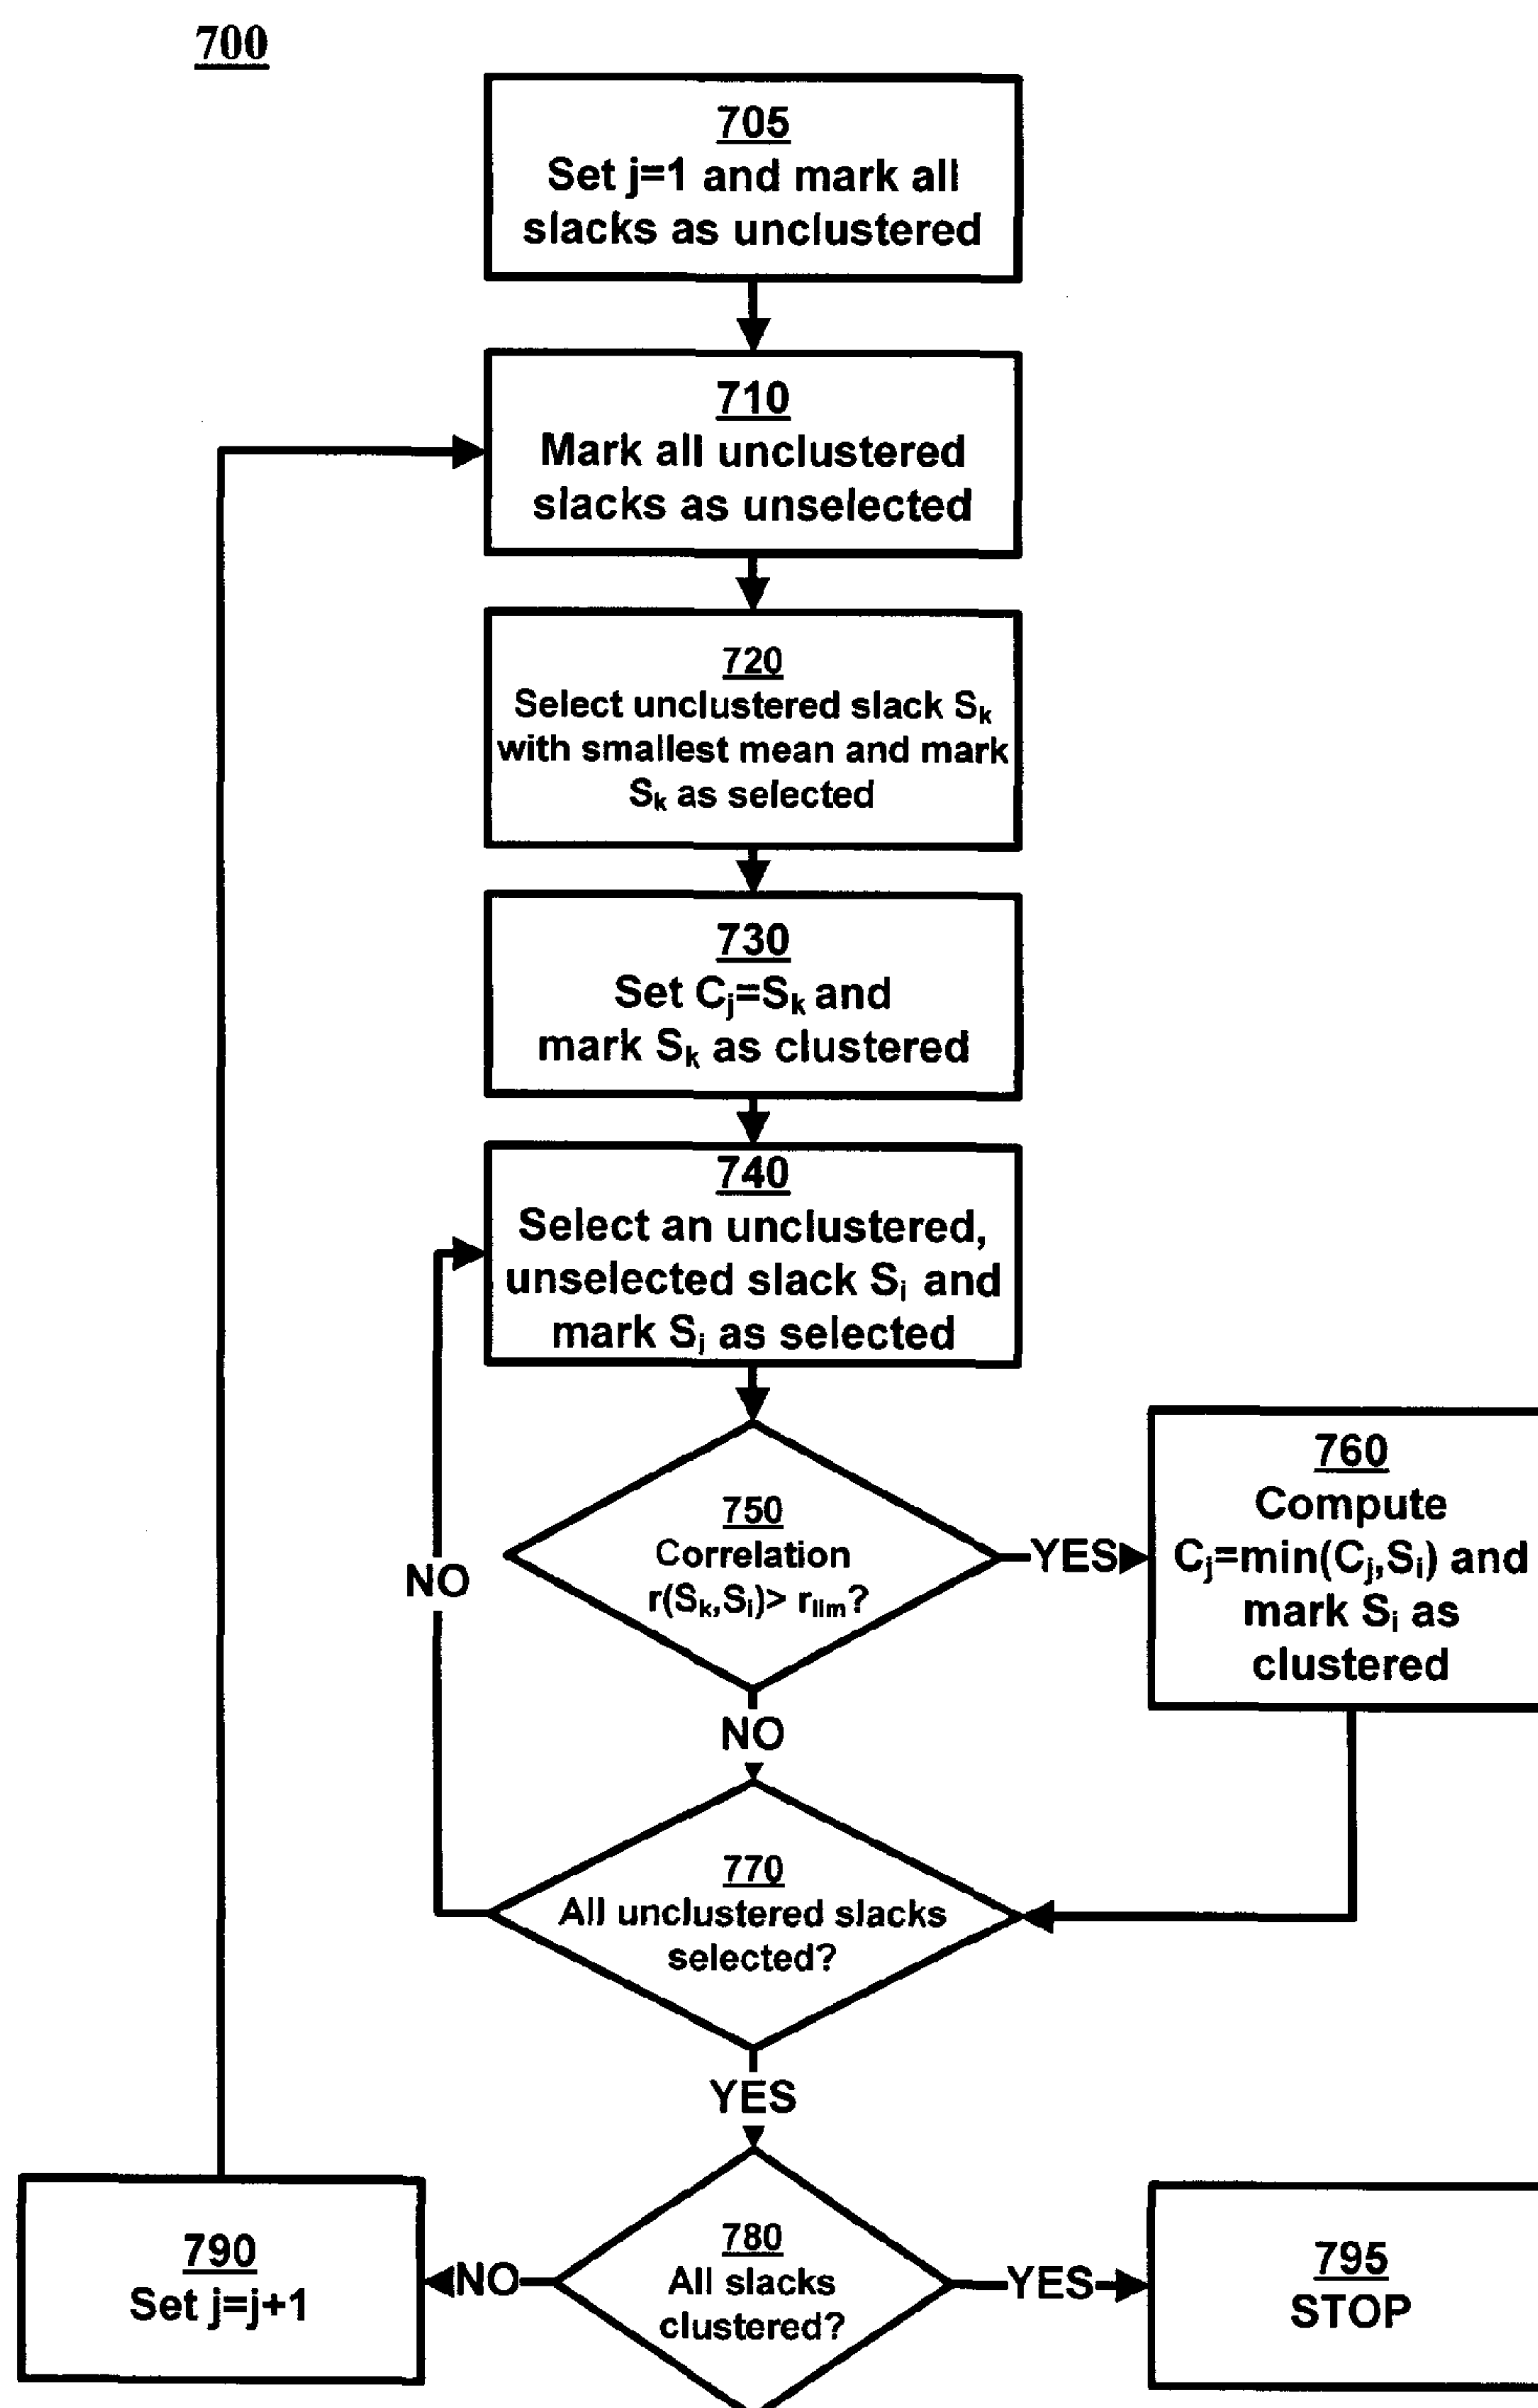 700
705
Set j=1 and mark all
slacks as unclustered
710
Mark all unclustered
slacks as unselected
720
Select unclustered slack Sk
with smallest mean and mark
Sk as selected
730
Set Cj=Sk and
mark Sk as clustered
740
Select an unclustered,
unselected slack Si and
mark Si as selected
750
Correlation
r(Sk,Si)> rlim?
YES
760
Compute
Cj=min(Cj,Si) and
mark Si as
clustered
NO
NO
770
All unclustered slacks
selected?
YES
780
All slacks
clustered?
NO
790
Set j=j+1
YES
795
STOP